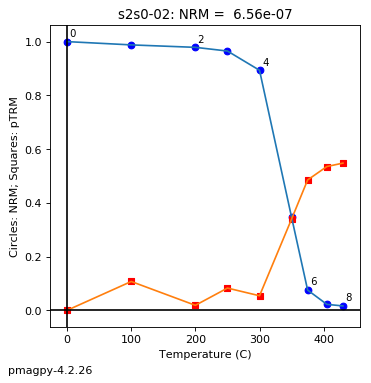 s2s0-02: NRM =  6.56e-07
Circles: NRM; Squares: pTRM
1.0
0.8
0.6
0.4
0.2
0.0
0
2
4
6
8
0 100 200 300 400
Temperature (C)
pmagpy-4.2.26